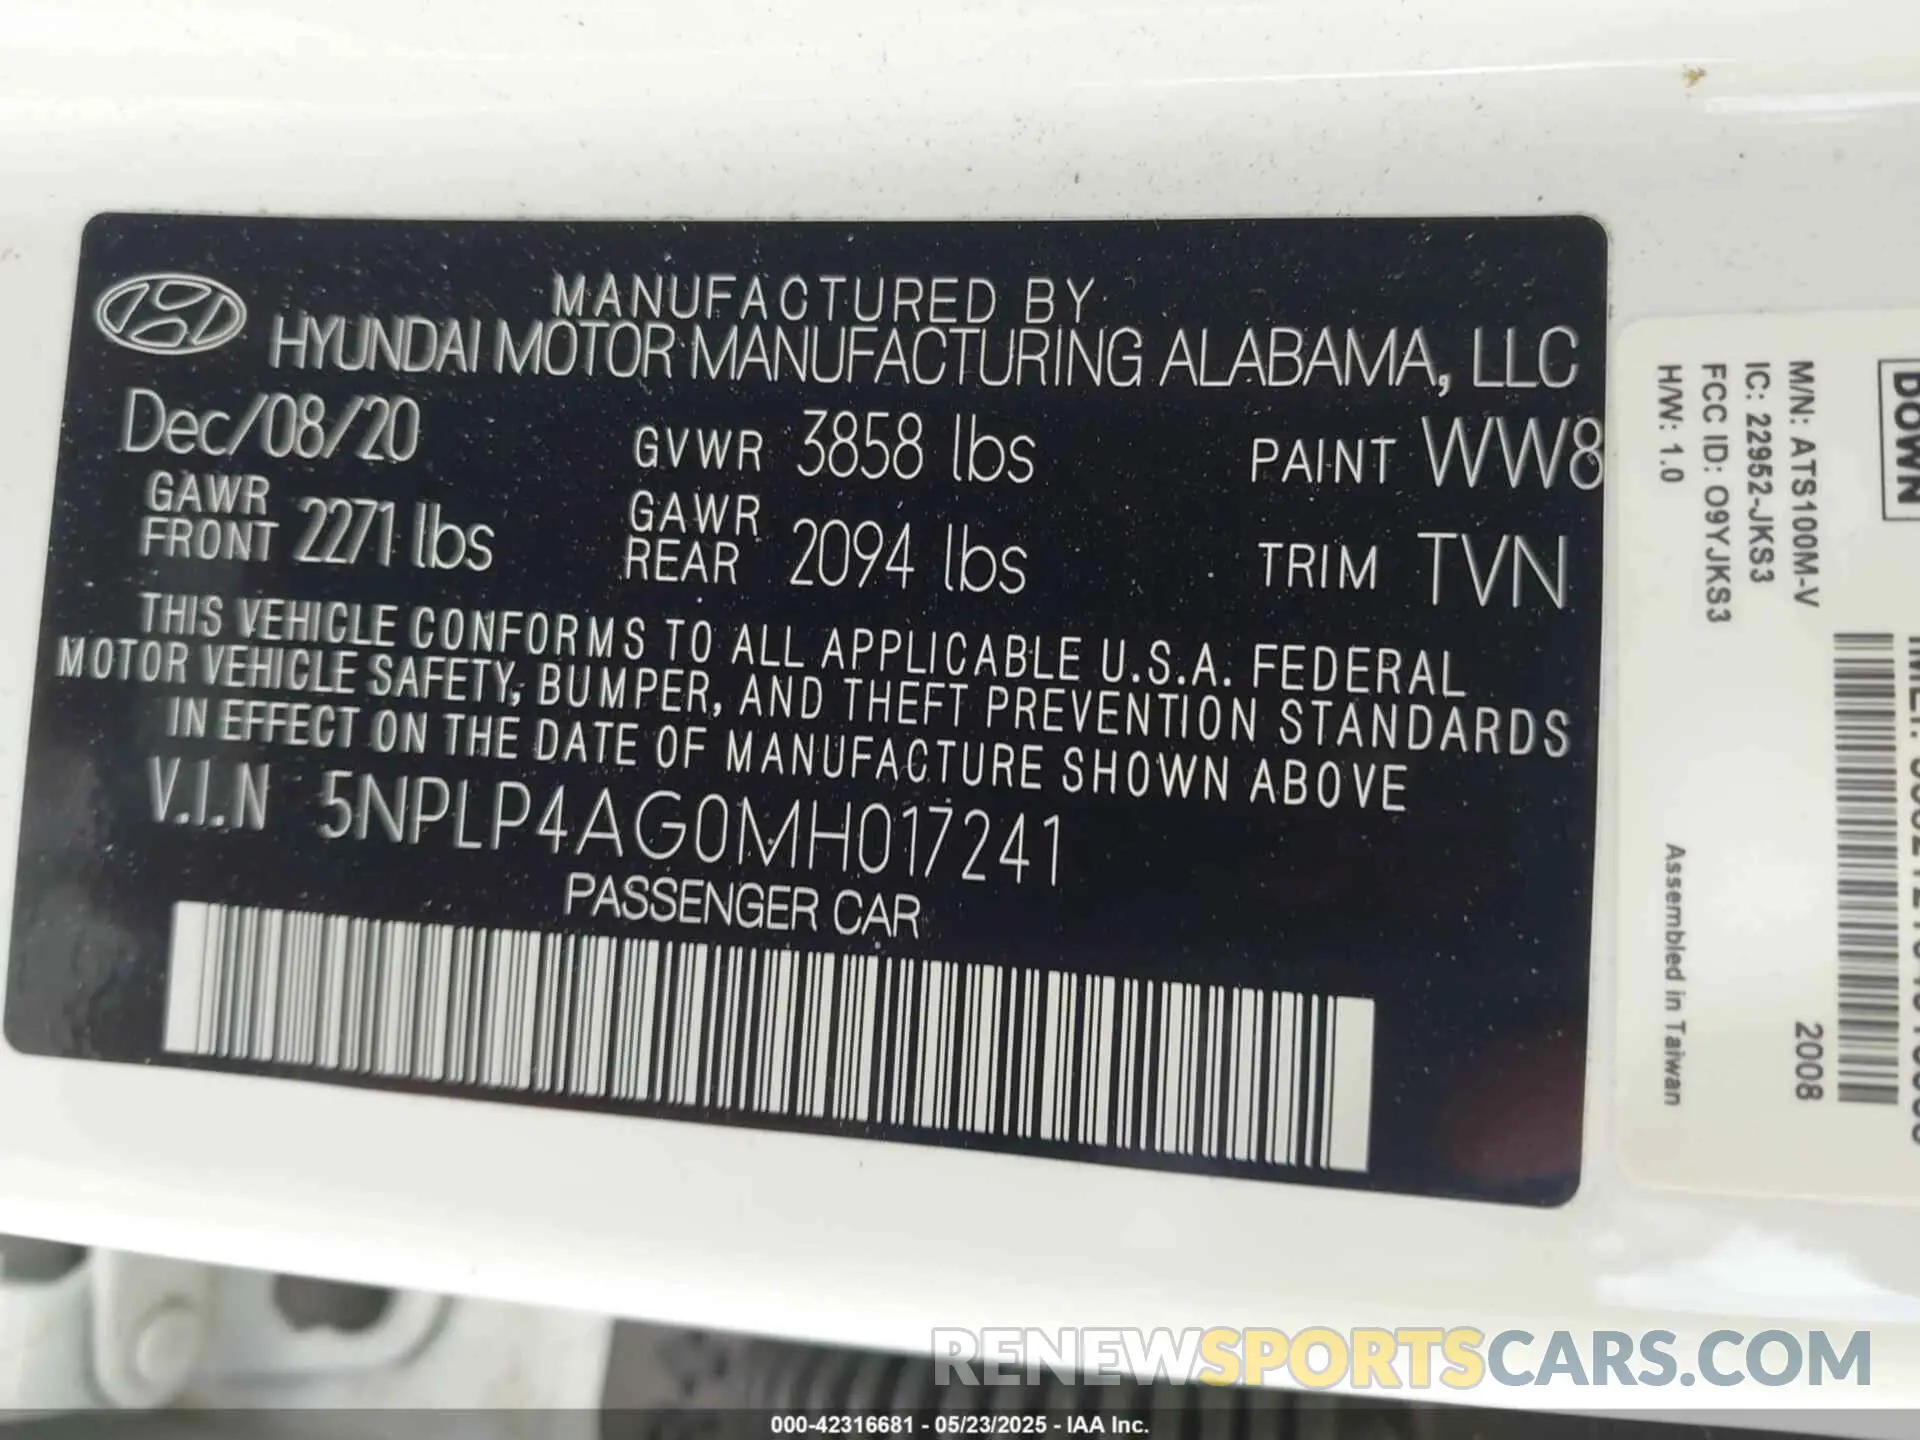 MANUFACTURED BY
HYUNDAI MOTOR MANUFACTURING ALABAMA, LLC
Dec/08/20 GVWR 3858 lbs PAINT WW8
GAWR FRONT 2271 lbs GAWR REAR 2094 lbs TRIM TVN
THIS VEHICLE CONFORMS TO ALL APPLICABLE U.S.A. FEDERAL
MOTOR VEHICLE SAFETY, BUMPER, AND THEFT PREVENTION STANDARDS
IN EFFECT ON THE DATE OF MANUFACTURE SHOWN ABOVE
V.I.N 5NPLP4AG0MH017241
PASSENGER CAR
DOWN
M/N: ATS100M-V
IC: 22952-JKS3
FCC ID: O9YJKS3
H/W: 1.0
2008
Assembled in Taiwan
RENEWSPORTSCARS.COM
000-42316681 - 05/23/2025 - IAA Inc.